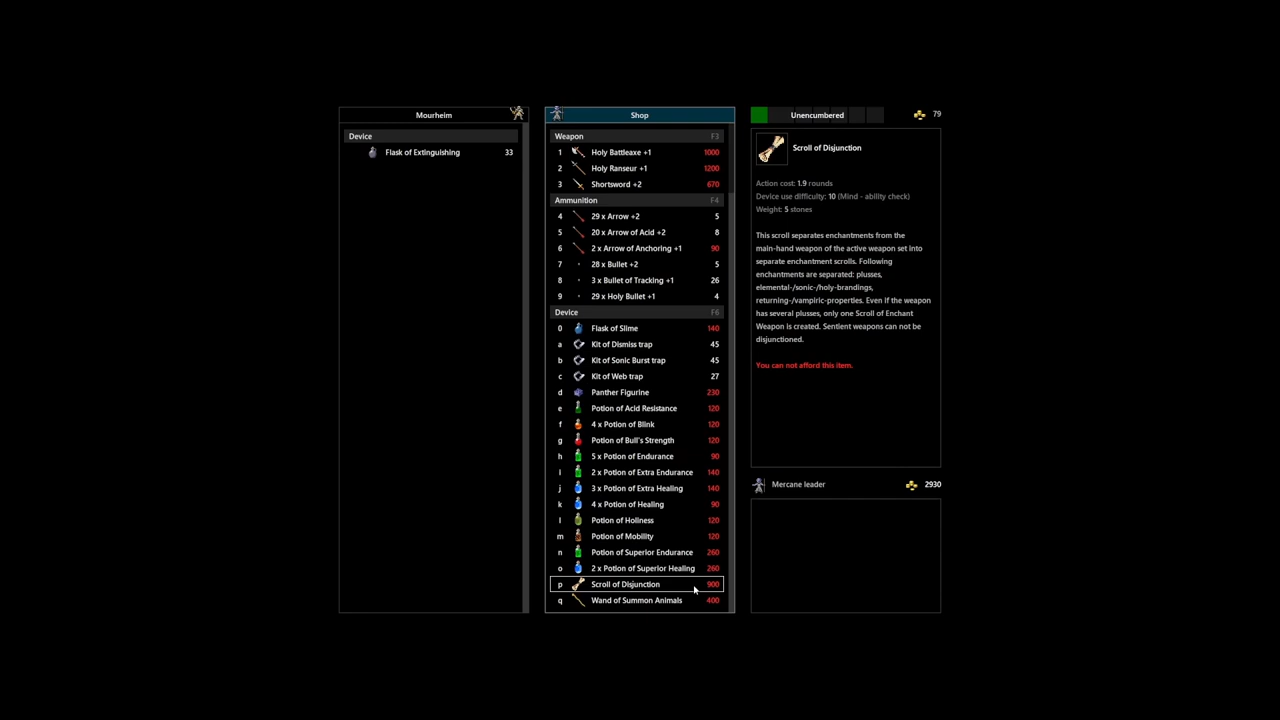 Mourheim
Device
Flask of Extinguishing 33
Shop
Weapon F3
1 Holy Battleaxe +1 1000
2 Holy Ranseur +1 1200
3 Shortsword +2 670
Ammunition F4
4 29 x Arrow +2 5
5 20 x Arrow of Acid +2 8
6 2 x Arrow of Anchoring +1 90
7 28 x Bullet +2 5
8 3 x Bullet of Tracking +1 26
9 29 x Holy Bullet +1 4
Device F6
0 Flask of Slime 140
a Kit of Dismiss trap 45
b Kit of Sonic Burst trap 45
c Kit of Web trap 27
d Panther Figurine 230
e Potion of Acid Resistance 120
f 4 x Potion of Blink 120
g Potion of Bull's Strength 120
h 5 x Potion of Endurance 90
i 2 x Potion of Extra Endurance 140
j 3 x Potion of Extra Healing 140
k 4 x Potion of Healing 90
l Potion of Holiness 120
m Potion of Mobility 120
n Potion of Superior Endurance 260
o 2 x Potion of Superior Healing 260
p Scroll of Disjunction 900
q Wand of Summon Animals 400
Unencumbered 79
Scroll of Disjunction
Action cost: 1.9 rounds
Device use difficulty: 10 (Mind - ability check)
Weight: 5 stones
This scroll separates enchantments from the
main-hand weapon of the active weapon set into
separate enchantment scrolls. Following
enchantments are separated: plusses,
elemental-/sonic-/holy-brandings,
returning-/vampiric-properties. Even if the weapon
has several plusses, only one Scroll of Enchant
Weapon is created. Sentient weapons can not be
disjunctioned.
You can not afford this item.
Mercane leader 2930